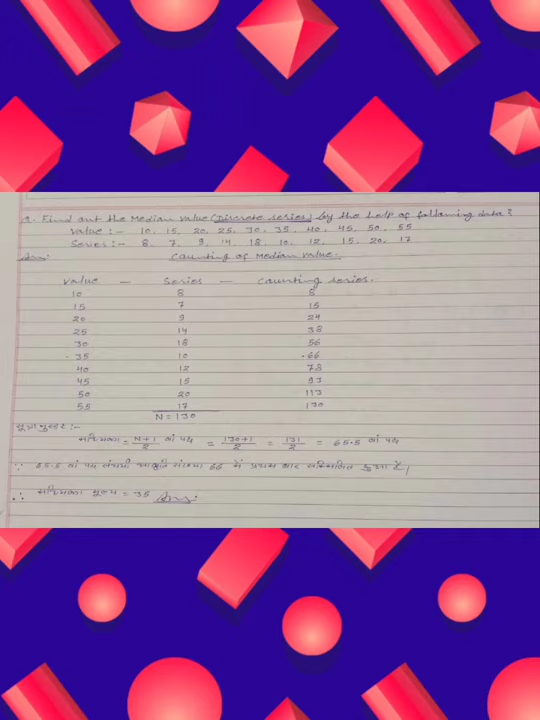 Q. Find out the Median value (Discrete series) by the help of following data?
Value :- 10, 15, 20, 25, 30, 35, 40, 45, 50, 55
Series :- 8, 7, 9, 14, 18, 10, 12, 15, 20, 17
Ans:- Counting of Median value:-
Value — Series — Counting series.
10 8 8
15 7 15
20 9 24
25 14 38
30 18 56
35 10 66
40 12 78
45 15 93
50 20 113
55 17 130
N = 130
सूत्रानुसार :-
मध्यिका = N+1/2 वां पद = 130+1/2 = 131/2 = 65.5 वां पद
∵ 65.5 वां पद संचयी आवृत्ति संख्या 66 में प्रथम बार सम्मिलित हुआ है,
∴ मध्यिका मूल्य = 35 Ans.